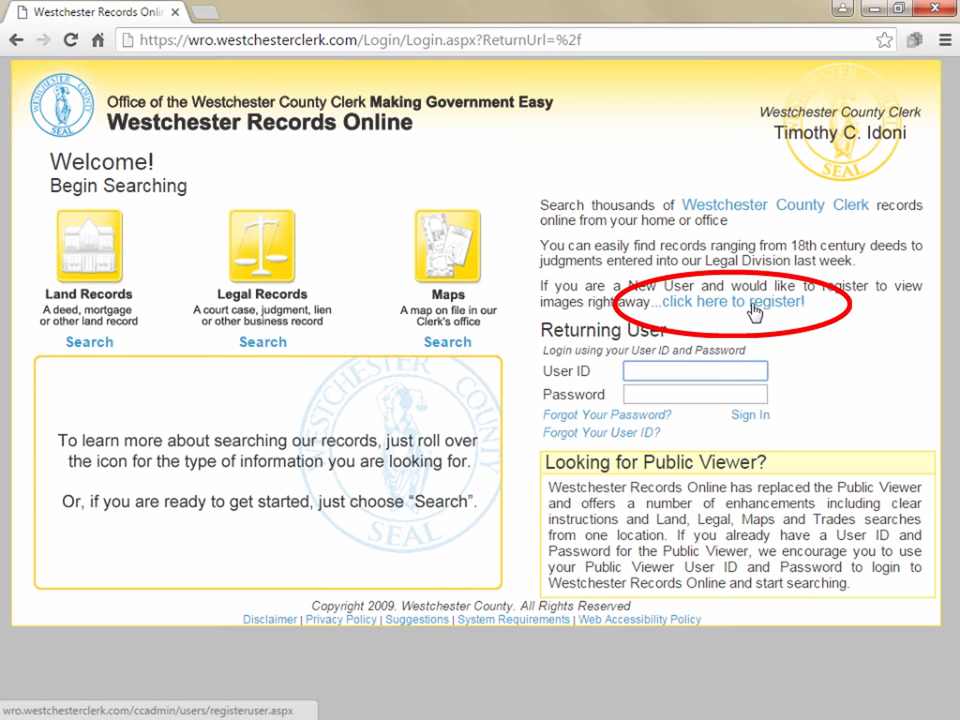 Westchester Records Onlin
https://wro.westchesterclerk.com/Login/Login.aspx?ReturnUrl=%2f
WESTCHESTER COUNTY
SEAL
Office of the Westchester County Clerk Making Government Easy
Westchester Records Online
Westchester County Clerk
Timothy C. Idoni
SEAL
Welcome!
Begin Searching
Land Records
A deed, mortgage
or other land record
Search
Legal Records
A court case, judgment, lien
or other business record
Search
Maps
A map on file in our
Clerk's office
Search
WESTCHESTER COUNTY
SEAL
To learn more about searching our records, just roll over
the icon for the type of information you are looking for.
Or, if you are ready to get started, just choose “Search”.
Search thousands of Westchester County Clerk records
online from your home or office
You can easily find records ranging from 18th century deeds to
judgments entered into our Legal Division last week.
If you are a New User and would like to register to view
images right away...click here to register!
Returning User
Login using your User ID and Password
User ID
Password
Forgot Your Password? Sign In
Forgot Your User ID?
Looking for Public Viewer?
Westchester Records Online has replaced the Public Viewer
and offers a number of enhancements including clear
instructions and Land, Legal, Maps and Trades searches
from one location. If you already have a User ID and
Password for the Public Viewer, we encourage you to use
your Public Viewer User ID and Password to login to
Westchester Records Online and start searching.
Copyright 2009. Westchester County. All Rights Reserved
Disclaimer | Privacy Policy | Suggestions | System Requirements | Web Accessibility Policy
wro.westchesterclerk.com/ccadmin/users/registeruser.aspx